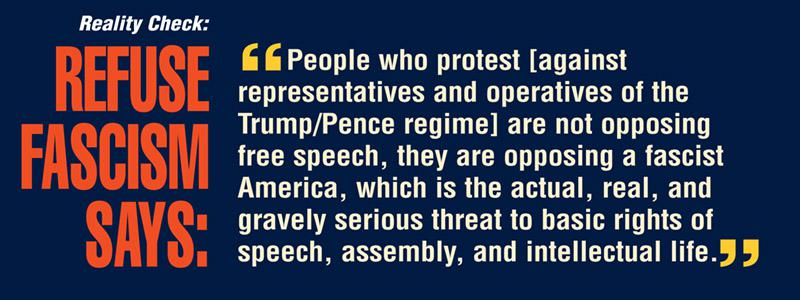 Reality Check:
REFUSE
FASCISM
SAYS:
“People who protest [against
representatives and operatives of the
Trump/Pence regime] are not opposing
free speech, they are opposing a fascist
America, which is the actual, real, and
gravely serious threat to basic rights of
speech, assembly, and intellectual life.”